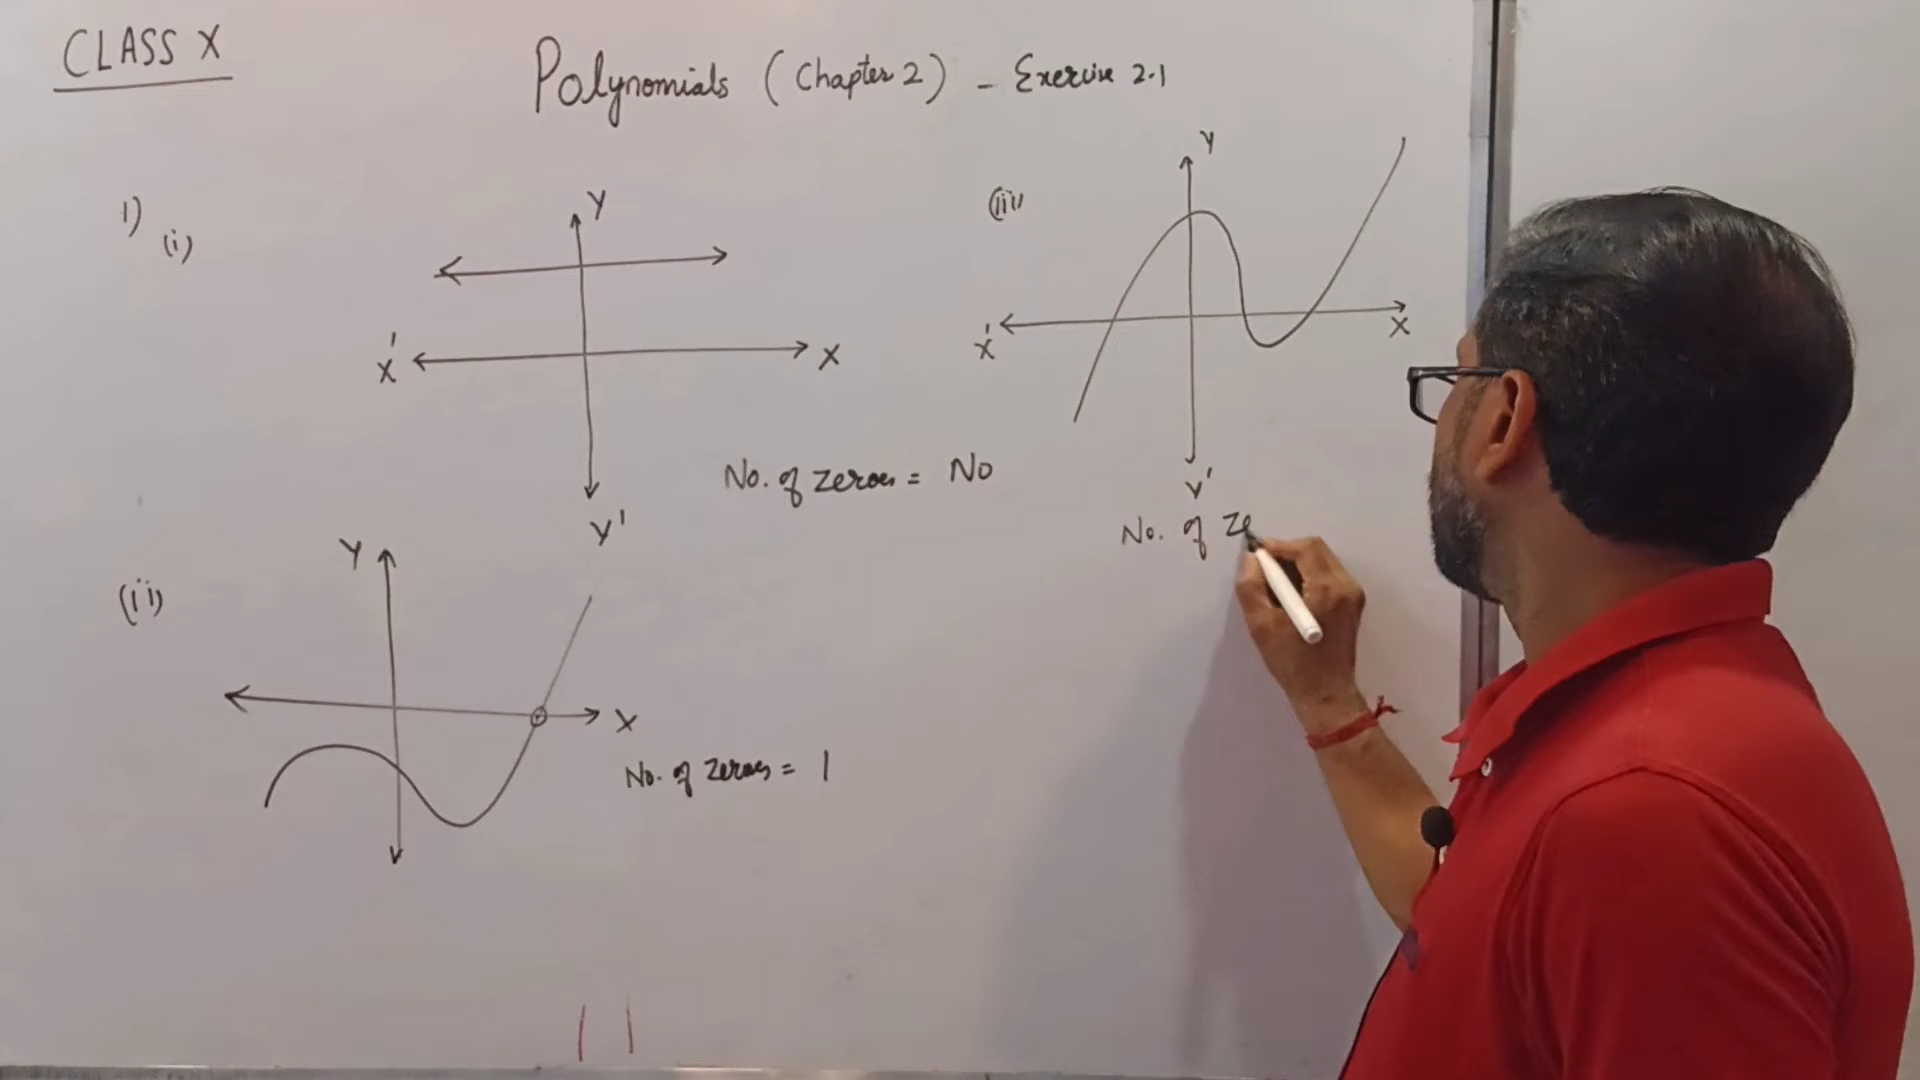 CLASS X
Polynomials (Chapter 2) - Exercise 2.1
1) (i)
Y
X' X
Y'
No. of zeroes = No
(ii)
Y
X
No. of zeroes = 1
(iii)
Y
X' X
Y'
No. of ze